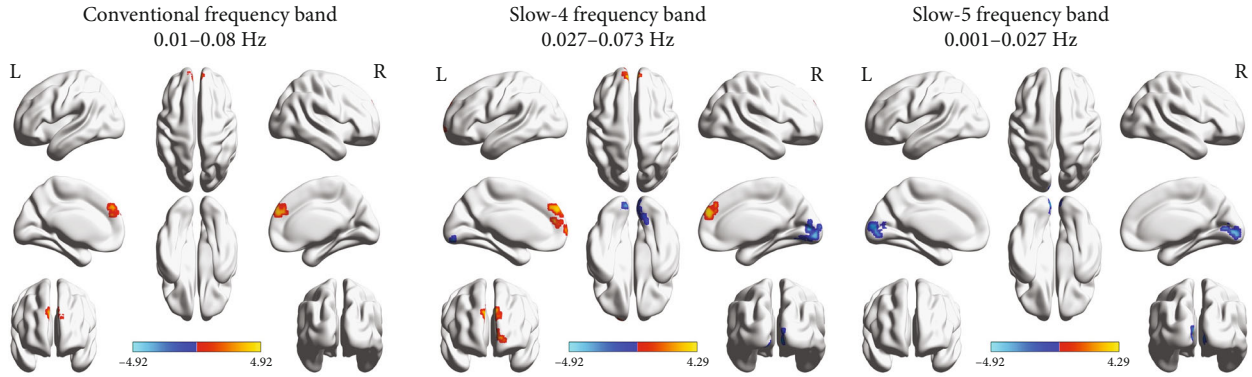 Conventional frequency band
0.01–0.08 Hz
L
R
−4.92
4.92
Slow-4 frequency band
0.027–0.073 Hz
L
R
−4.92
4.29
Slow-5 frequency band
0.001–0.027 Hz
L
R
−4.92
4.29